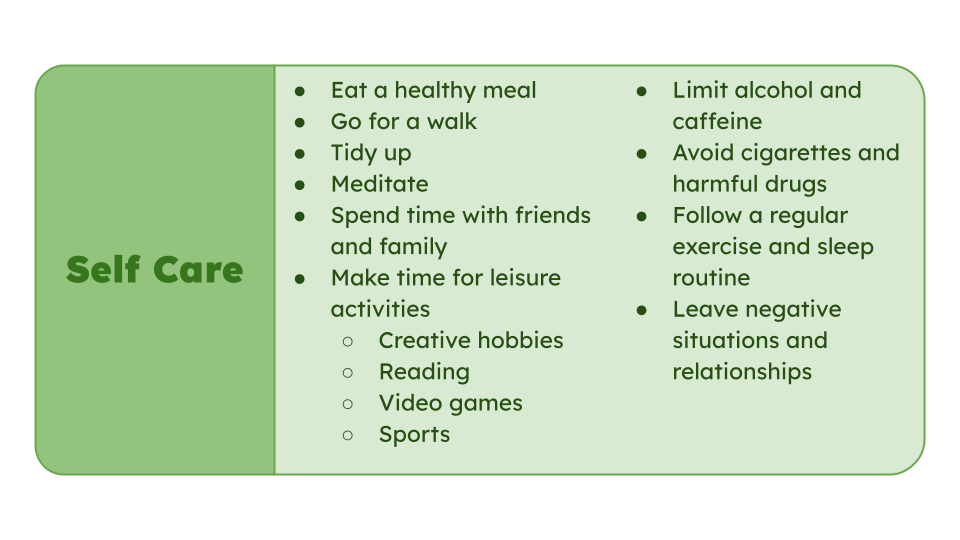 Self Care
● Eat a healthy meal
● Go for a walk
● Tidy up
● Meditate
● Spend time with friends
and family
● Make time for leisure
activities
○ Creative hobbies
○ Reading
○ Video games
○ Sports
● Limit alcohol and
caffeine
● Avoid cigarettes and
harmful drugs
● Follow a regular
exercise and sleep
routine
● Leave negative
situations and
relationships